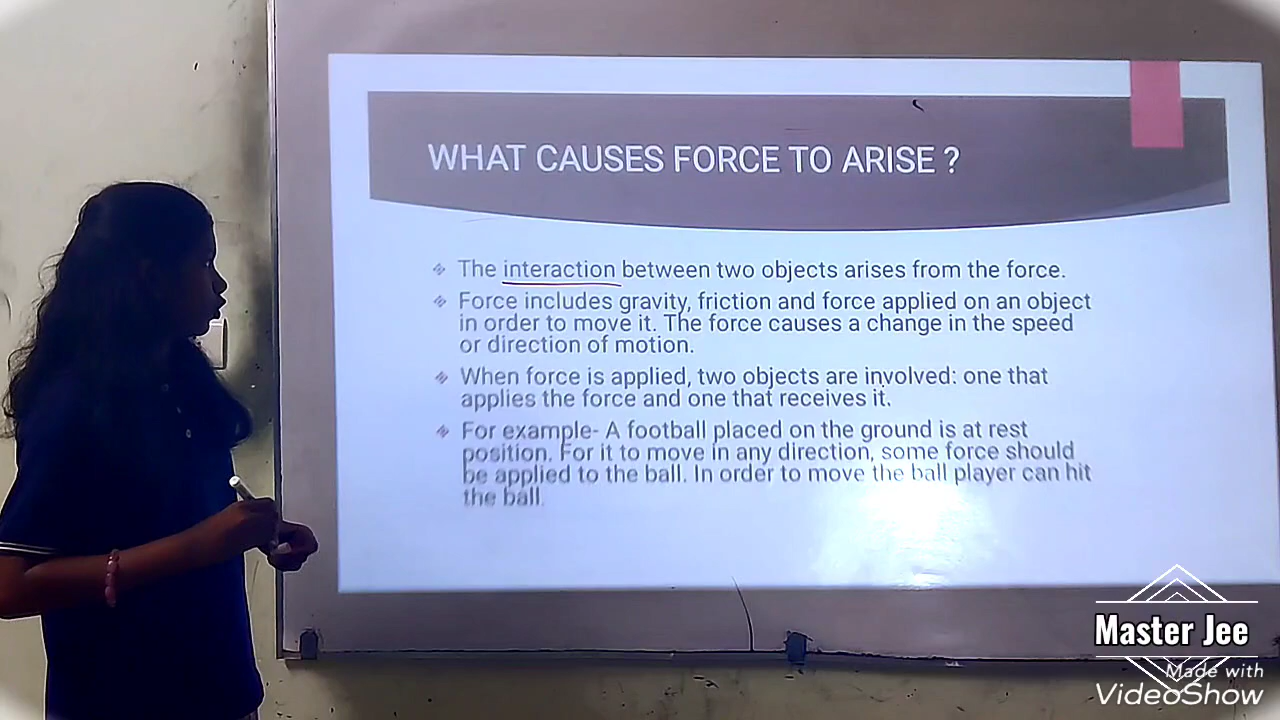 WHAT CAUSES FORCE TO ARISE ?
The interaction between two objects arises from the force.
Force includes gravity, friction and force applied on an object
in order to move it. The force causes a change in the speed
or direction of motion.
When force is applied, two objects are involved: one that
applies the force and one that receives it.
For example- A football placed on the ground is at rest
position. For it to move in any direction, some force should
be applied to the ball. In order to move the ball player can hit
the ball.
Master Jee
Made with
VideoShow